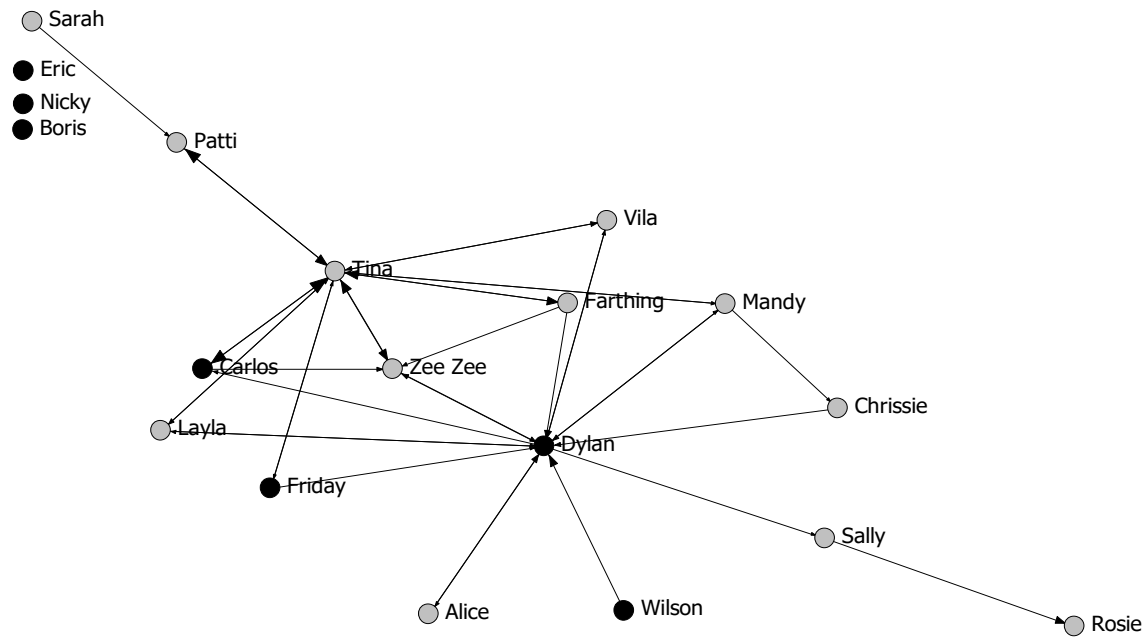 Sarah
Eric
Nicky
Boris
Patti
Vila
Tina
Farthing
Mandy
Carlos
Zee Zee
Chrissie
Layla
Dylan
Friday
Sally
Alice
Wilson
Rosie